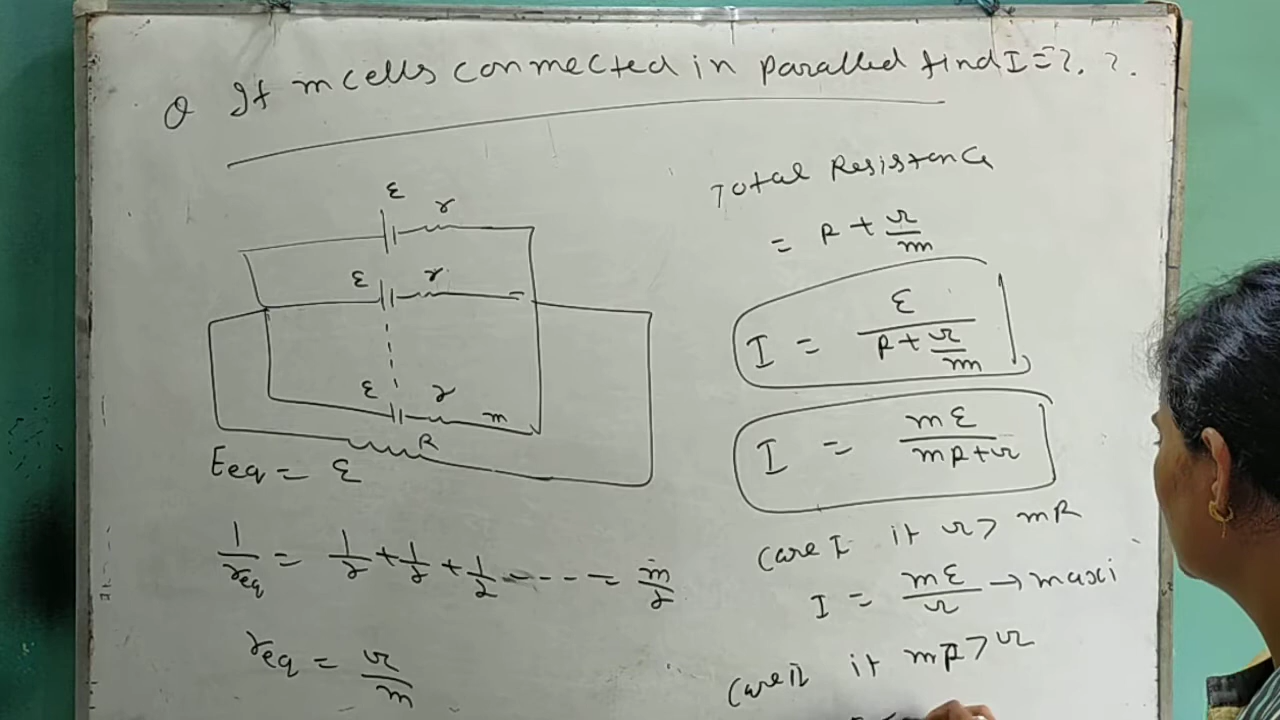 Q If m cells connected in parallel find I = ? . ? .
ε r
ε r
ε r m
R
Eeq = ε
1/req = 1/r + 1/r + 1/r - - - - = m/r
req = r/m
Total Resistance
= R + r/m
I = ε/(R + r/m)
I = mε/(mR + r)
Case I if r > mR
I = mε/r → maxi
Case II if mR > r